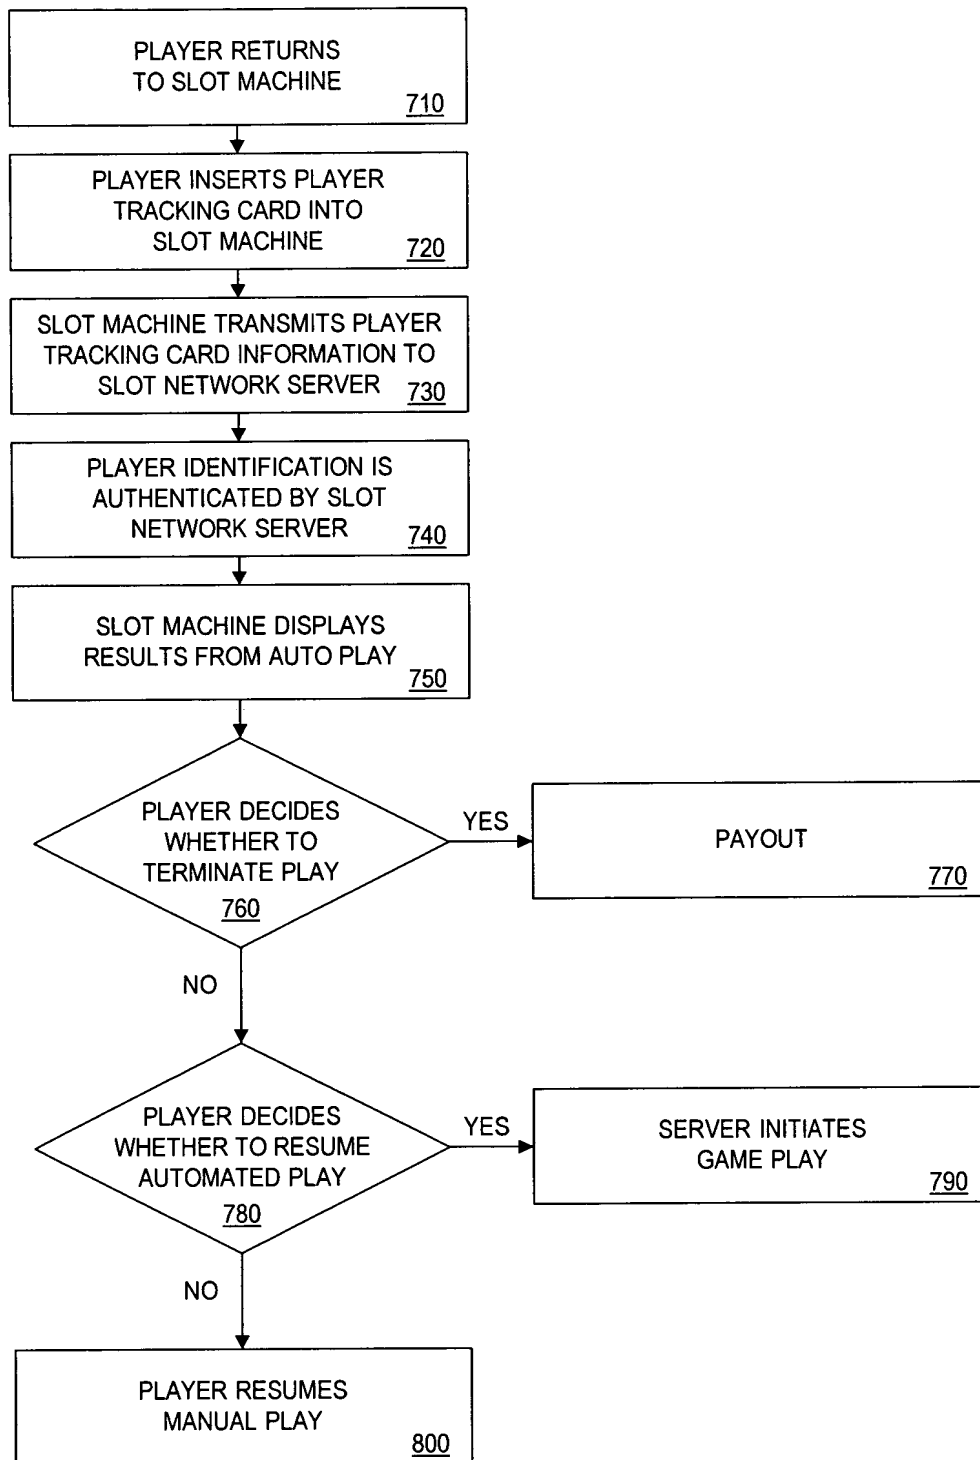 PLAYER RETURNS
TO SLOT MACHINE
710
PLAYER INSERTS PLAYER
TRACKING CARD INTO
SLOT MACHINE
720
SLOT MACHINE TRANSMITS PLAYER
TRACKING CARD INFORMATION TO
SLOT NETWORK SERVER
730
PLAYER IDENTIFICATION IS
AUTHENTICATED BY SLOT
NETWORK SERVER
740
SLOT MACHINE DISPLAYS
RESULTS FROM AUTO PLAY
750
PLAYER DECIDES
WHETHER TO
TERMINATE PLAY
760
YES
PAYOUT
770
NO
PLAYER DECIDES
WHETHER TO RESUME
AUTOMATED PLAY
780
YES
SERVER INITIATES
GAME PLAY
790
NO
PLAYER RESUMES
MANUAL PLAY
800